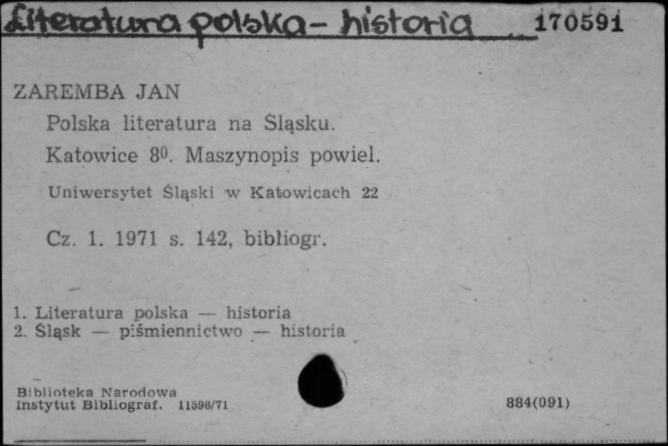 Literatura polska - historia 170591
ZAREMBA JAN
Polska literatura na Śląsku.
Katowice 8⁰. Maszynopis powiel.
Uniwersytet Śląski w Katowicach 22
Cz. 1. 1971 s. 142, bibliogr.
1. Literatura polska — historia
2. Śląsk — piśmiennictwo — historia
Biblioteka Narodowa
Instytut Bibliograf. 11598/71 884(091)